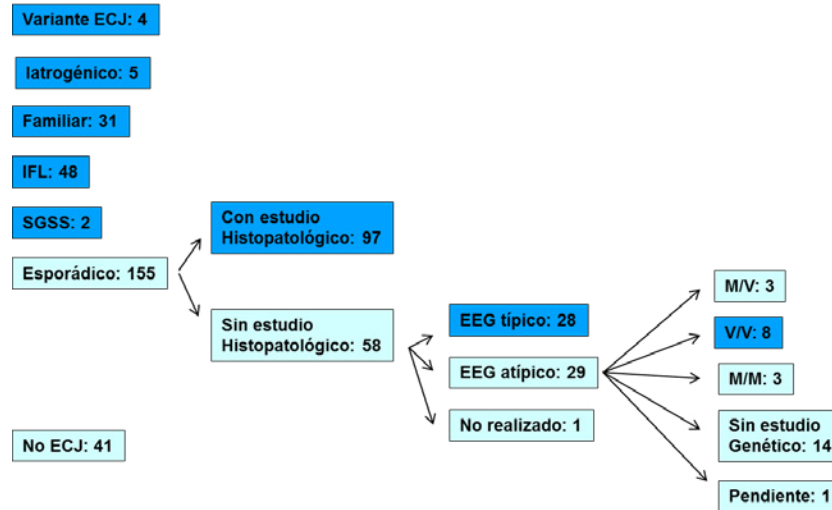 Variante ECJ: 4
Iatrogénico: 5
Familiar: 31
IFL: 48
SGSS: 2
Esporádico: 155
No ECJ: 41
Con estudio
Histopatológico: 97
Sin estudio
Histopatológico: 58
EEG típico: 28
EEG atípico: 29
No realizado: 1
M/V: 3
V/V: 8
M/M: 3
Sin estudio
Genético: 14
Pendiente: 1